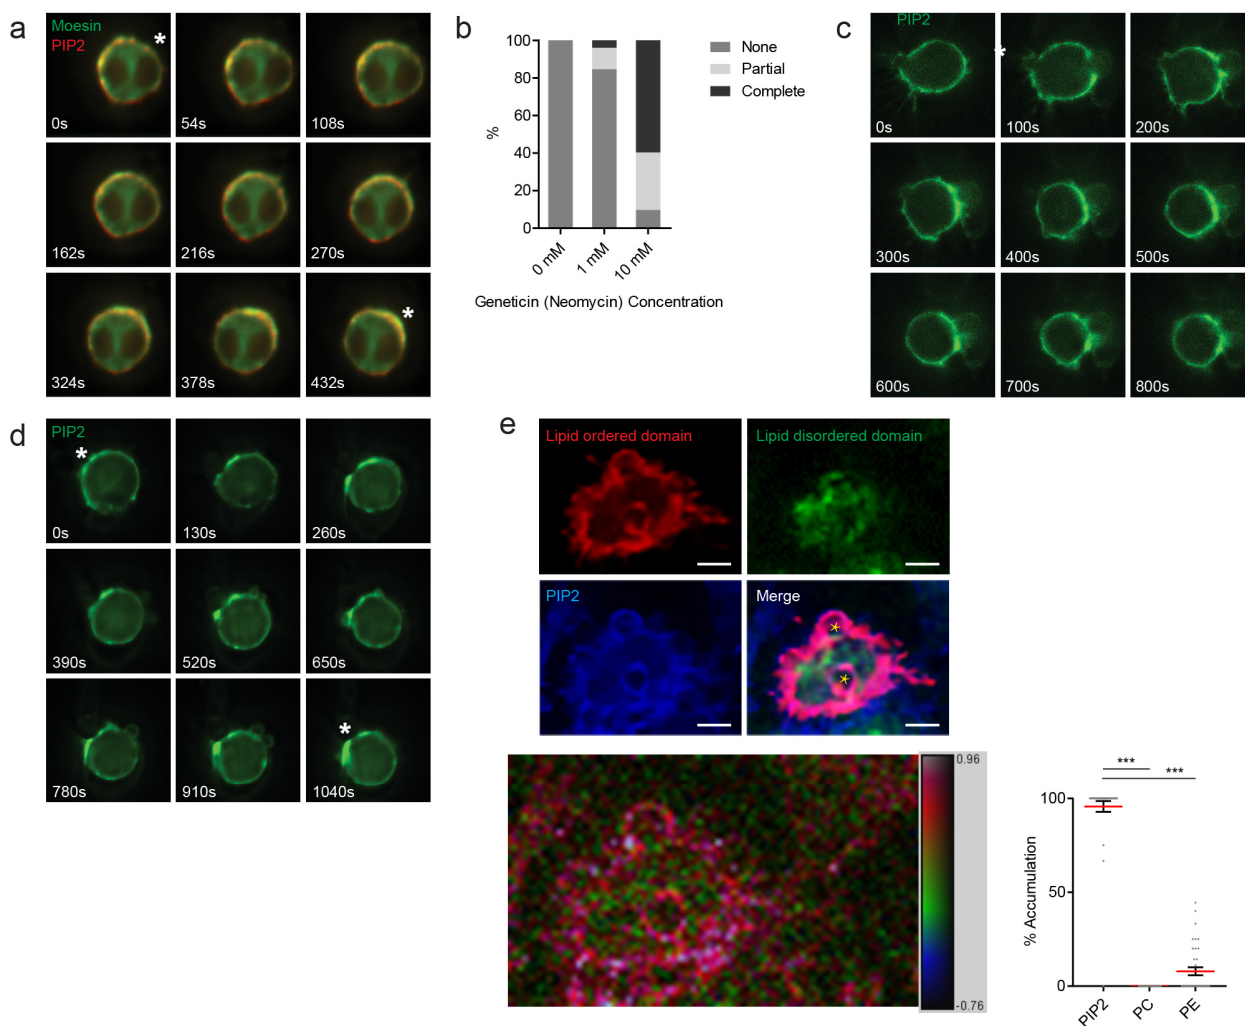 a
Moesin
PIP2
*
0s
54s
108s
162s
216s
270s
*
324s
378s
432s
b
100
80
60
40
20
0
%
None
Partial
Complete
0 mM
1 mM
10 mM
Geneticin (Neomycin) Concentration
c
PIP2
*
0s
100s
200s
300s
400s
500s
600s
700s
800s
d
PIP2
*
0s
130s
260s
390s
520s
650s
*
780s
910s
1040s
e
Lipid ordered domain
Lipid disordered domain
PIP2
Merge
0.96
-0.76
***
***
100
50
0
% Accumulation
PIP2
PC
PE